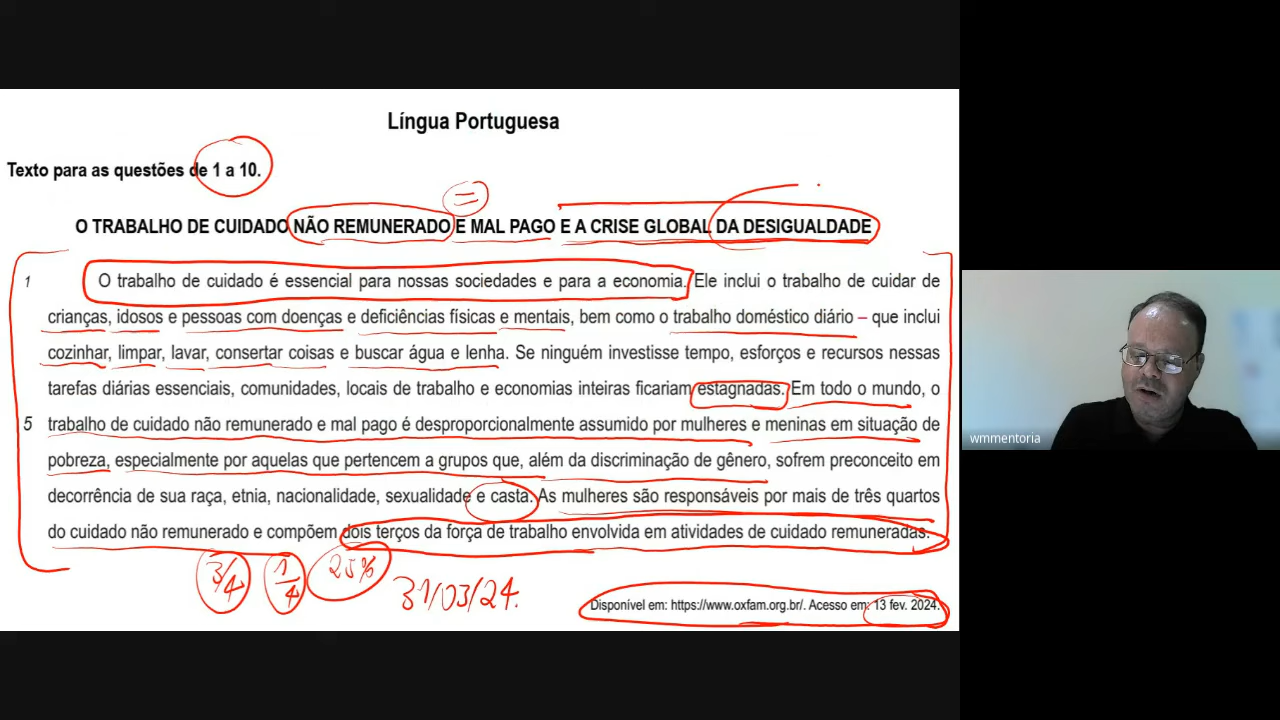 Língua Portuguesa
Texto para as questões de 1 a 10.
=
O TRABALHO DE CUIDADO NÃO REMUNERADO E MAL PAGO E A CRISE GLOBAL DA DESIGUALDADE
1 O trabalho de cuidado é essencial para nossas sociedades e para a economia. Ele inclui o trabalho de cuidar de
crianças, idosos e pessoas com doenças e deficiências físicas e mentais, bem como o trabalho doméstico diário – que inclui
cozinhar, limpar, lavar, consertar coisas e buscar água e lenha. Se ninguém investisse tempo, esforços e recursos nessas
tarefas diárias essenciais, comunidades, locais de trabalho e economias inteiras ficariam estagnadas. Em todo o mundo, o
5 trabalho de cuidado não remunerado e mal pago é desproporcionalmente assumido por mulheres e meninas em situação de
pobreza, especialmente por aquelas que pertencem a grupos que, além da discriminação de gênero, sofrem preconceito em
decorrência de sua raça, etnia, nacionalidade, sexualidade e casta. As mulheres são responsáveis por mais de três quartos
do cuidado não remunerado e compõem dois terços da força de trabalho envolvida em atividades de cuidado remuneradas.
3/4 1/4 25% 31/03/24.
Disponível em: https://www.oxfam.org.br/. Acesso em: 13 fev. 2024.
wmmentoria